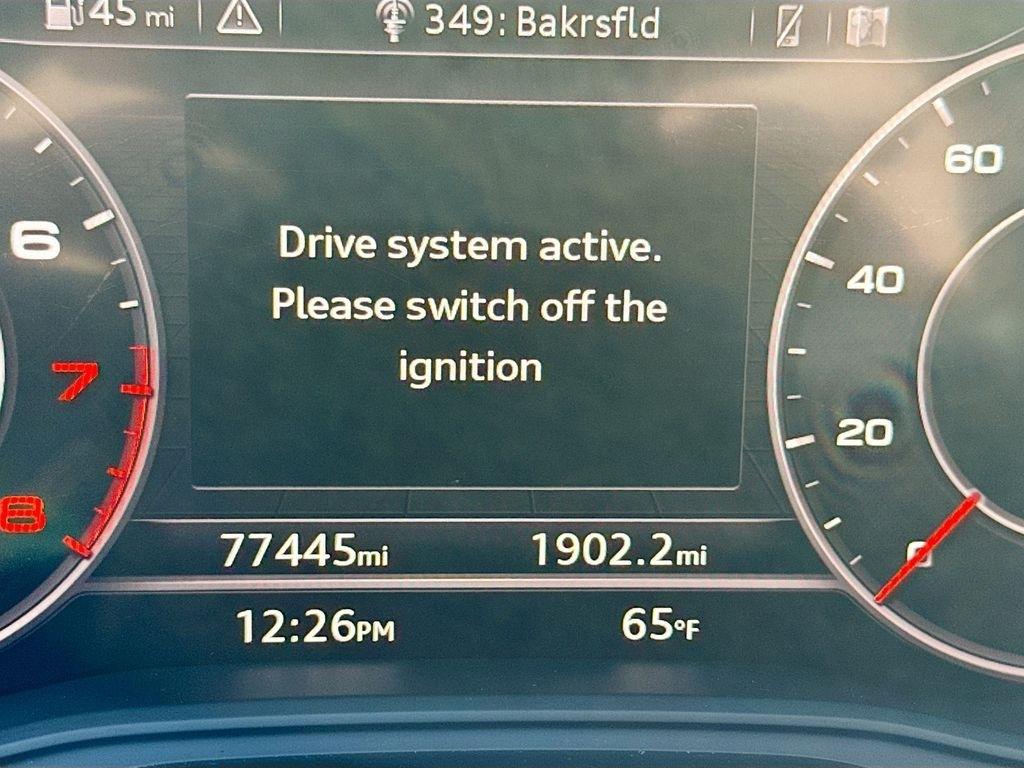 45 mi
349: Bakrsfld
Drive system active.
Please switch off the
ignition
6
7
8
60
40
20
0
77445mi
1902.2mi
12:26PM
65°F